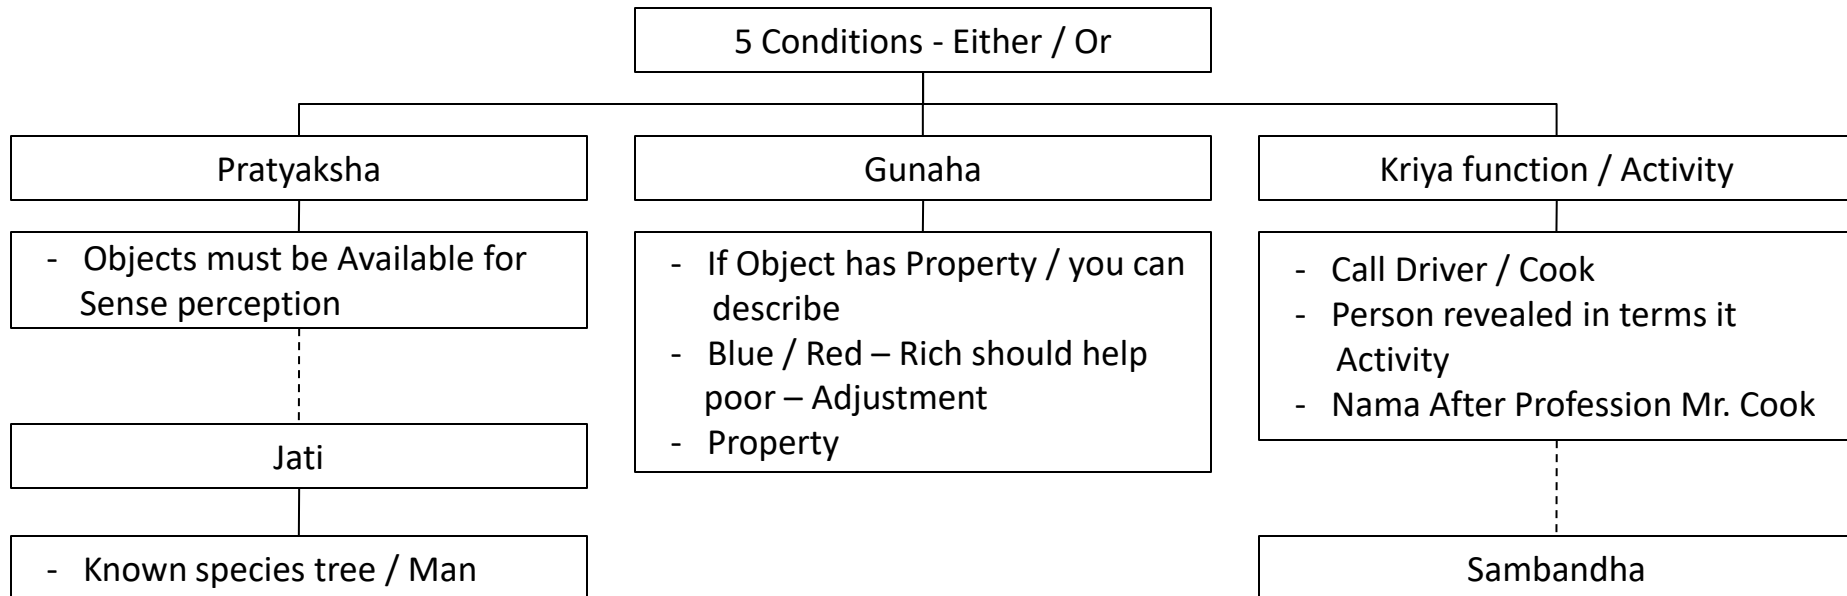 5 Conditions - Either / Or
Pratyaksha
- Objects must be Available for
Sense perception
Jati
- Known species tree / Man
Gunaha
- If Object has Property / you can
describe
- Blue / Red – Rich should help
poor – Adjustment
- Property
Kriya function / Activity
- Call Driver / Cook
- Person revealed in terms it
Activity
- Nama After Profession Mr. Cook
Sambandha